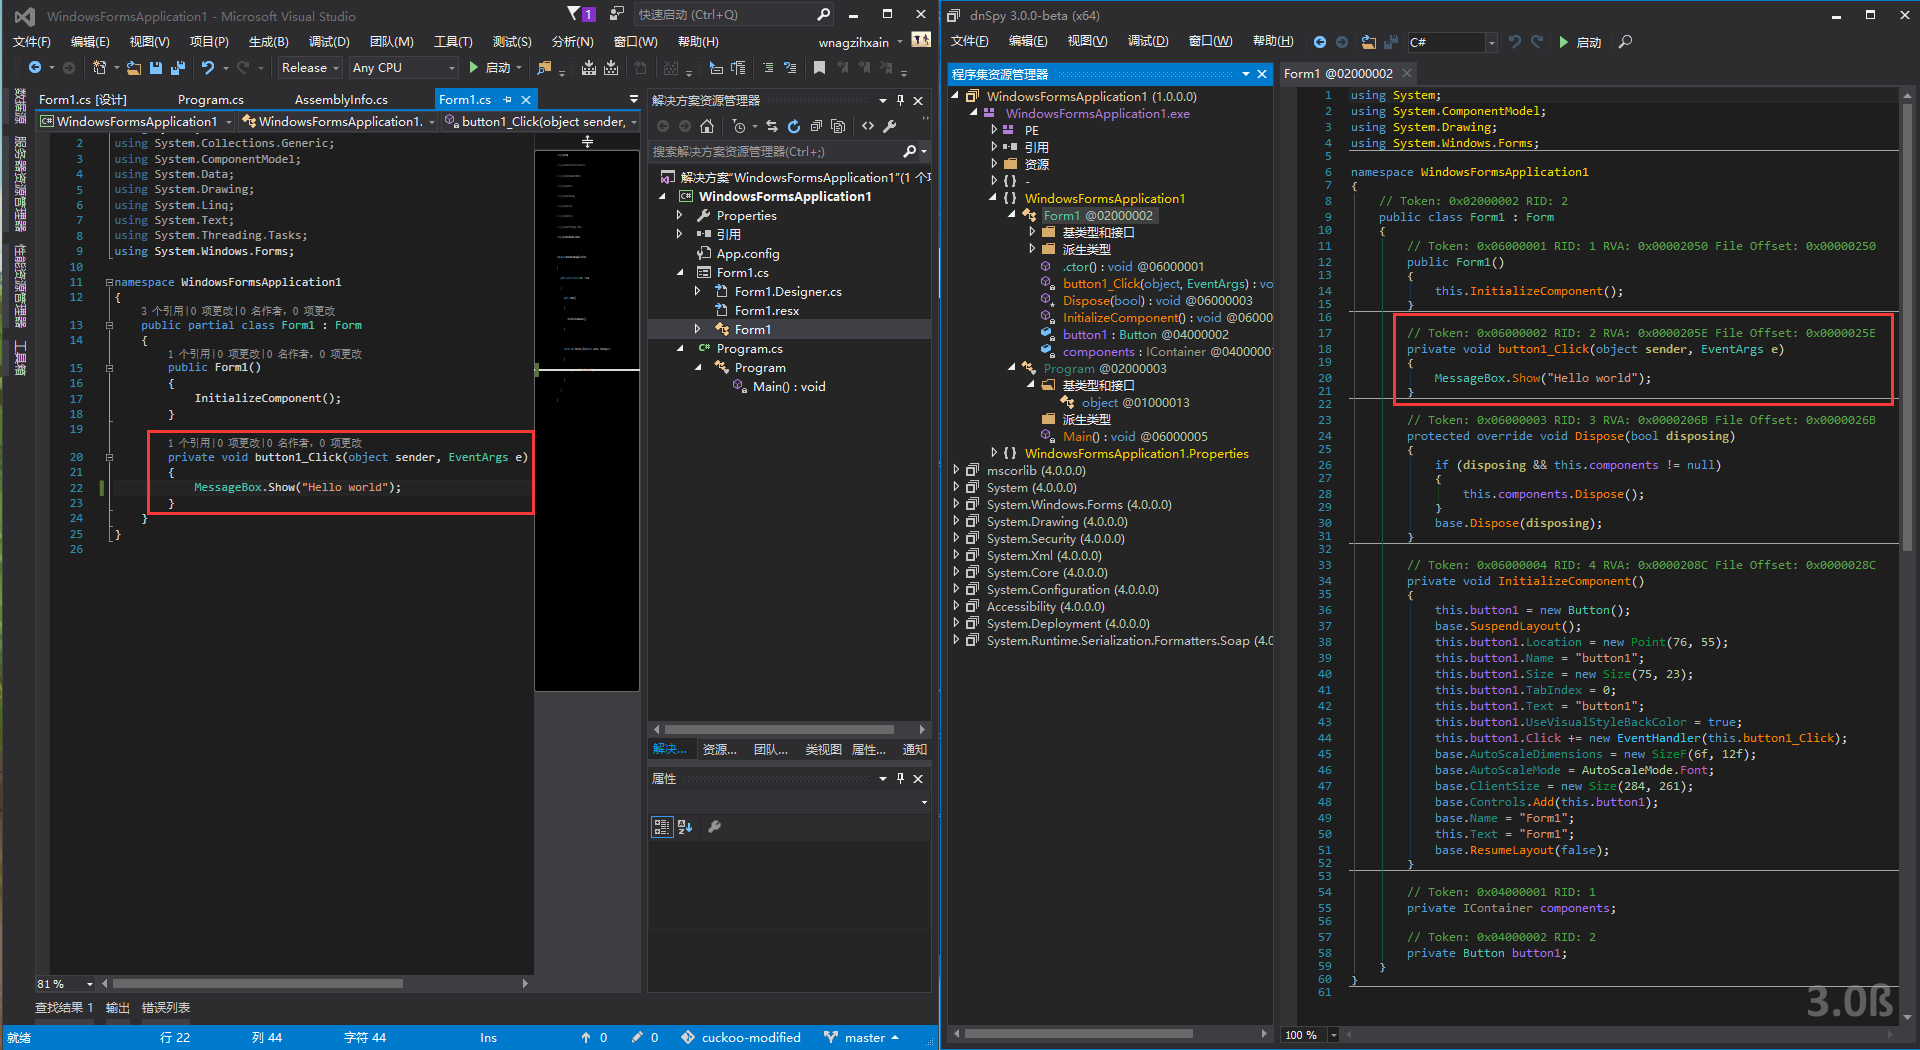 WindowsFormsApplication1 - Microsoft Visual Studio
1
快速启动 (Ctrl+Q)
文件(F) 编辑(E) 视图(V) 项目(P) 生成(B) 调试(D) 团队(M) 工具(T) 测试(S) 分析(N) 窗口(W) 帮助(H)
wnagzihxain
Release
Any CPU
启动
数据源
服务器资源管理器
性能资源管理器
工具箱
Form1.cs [设计] Program.cs AssemblyInfo.cs Form1.cs
WindowsFormsApplication1
WindowsFormsApplication1.
button1_Click(object sender,
2 using System.Collections.Generic;
3 using System.ComponentModel;
4 using System.Data;
5 using System.Drawing;
6 using System.Linq;
7 using System.Text;
8 using System.Threading.Tasks;
9 using System.Windows.Forms;
10
11 namespace WindowsFormsApplication1
12 {
3 个引用|0 项更改|0 名作者, 0 项更改
13 public partial class Form1 : Form
14 {
1 个引用|0 项更改|0 名作者, 0 项更改
15 public Form1()
16 {
17 InitializeComponent();
18 }
19
1 个引用|0 项更改|0 名作者, 0 项更改
20 private void button1_Click(object sender, EventArgs e)
21 {
22 MessageBox.Show("Hello world");
23 }
24 }
25 }
26
81 %
查找结果 1 输出 错误列表
就绪 行 22 列 44 字符 44 Ins 0 0 cuckoo-modified master
解决方案资源管理器
搜索解决方案资源管理器(Ctrl+;)
解决方案"WindowsFormsApplication1"(1 个项
WindowsFormsApplication1
Properties
引用
App.config
Form1.cs
Form1.Designer.cs
Form1.resx
Form1
Program.cs
Program
Main() : void
解决... 资源... 团队... 类视图 属性... 通知
属性
dnSpy 3.0.0-beta (x64)
文件(F) 编辑(E) 视图(V) 调试(D) 窗口(W) 帮助(H)
C#
启动
程序集资源管理器
WindowsFormsApplication1 (1.0.0.0)
WindowsFormsApplication1.exe
PE
引用
资源
{ } -
{ } WindowsFormsApplication1
Form1 @02000002
基类型和接口
派生类型
.ctor() : void @06000001
button1_Click(object, EventArgs) : vo
Dispose(bool) : void @06000003
InitializeComponent() : void @06000
button1 : Button @04000002
components : IContainer @0400000
Program @02000003
基类型和接口
object @01000013
派生类型
Main() : void @06000005
{ } WindowsFormsApplication1.Properties
mscorlib (4.0.0.0)
System (4.0.0.0)
System.Windows.Forms (4.0.0.0)
System.Drawing (4.0.0.0)
System.Security (4.0.0.0)
System.Xml (4.0.0.0)
System.Core (4.0.0.0)
System.Configuration (4.0.0.0)
Accessibility (4.0.0.0)
System.Deployment (4.0.0.0)
System.Runtime.Serialization.Formatters.Soap (4.0
Form1 @02000002
1 using System;
2 using System.ComponentModel;
3 using System.Drawing;
4 using System.Windows.Forms;
5
6 namespace WindowsFormsApplication1
7 {
8 // Token: 0x02000002 RID: 2
9 public class Form1 : Form
10 {
11 // Token: 0x06000001 RID: 1 RVA: 0x00002050 File Offset: 0x00000250
12 public Form1()
13 {
14 this.InitializeComponent();
15 }
16
17 // Token: 0x06000002 RID: 2 RVA: 0x0000205E File Offset: 0x0000025E
18 private void button1_Click(object sender, EventArgs e)
19 {
20 MessageBox.Show("Hello world");
21 }
22
23 // Token: 0x06000003 RID: 3 RVA: 0x0000206B File Offset: 0x0000026B
24 protected override void Dispose(bool disposing)
25 {
26 if (disposing && this.components != null)
27 {
28 this.components.Dispose();
29 }
30 base.Dispose(disposing);
31 }
32
33 // Token: 0x06000004 RID: 4 RVA: 0x0000208C File Offset: 0x0000028C
34 private void InitializeComponent()
35 {
36 this.button1 = new Button();
37 base.SuspendLayout();
38 this.button1.Location = new Point(76, 55);
39 this.button1.Name = "button1";
40 this.button1.Size = new Size(75, 23);
41 this.button1.TabIndex = 0;
42 this.button1.Text = "button1";
43 this.button1.UseVisualStyleBackColor = true;
44 this.button1.Click += new EventHandler(this.button1_Click);
45 base.AutoScaleDimensions = new SizeF(6f, 12f);
46 base.AutoScaleMode = AutoScaleMode.Font;
47 base.ClientSize = new Size(284, 261);
48 base.Controls.Add(this.button1);
49 base.Name = "Form1";
50 this.Text = "Form1";
51 base.ResumeLayout(false);
52 }
53
54 // Token: 0x04000001 RID: 1
55 private IContainer components;
56
57 // Token: 0x04000002 RID: 2
58 private Button button1;
59 }
60 }
61
3.0ß
100 %